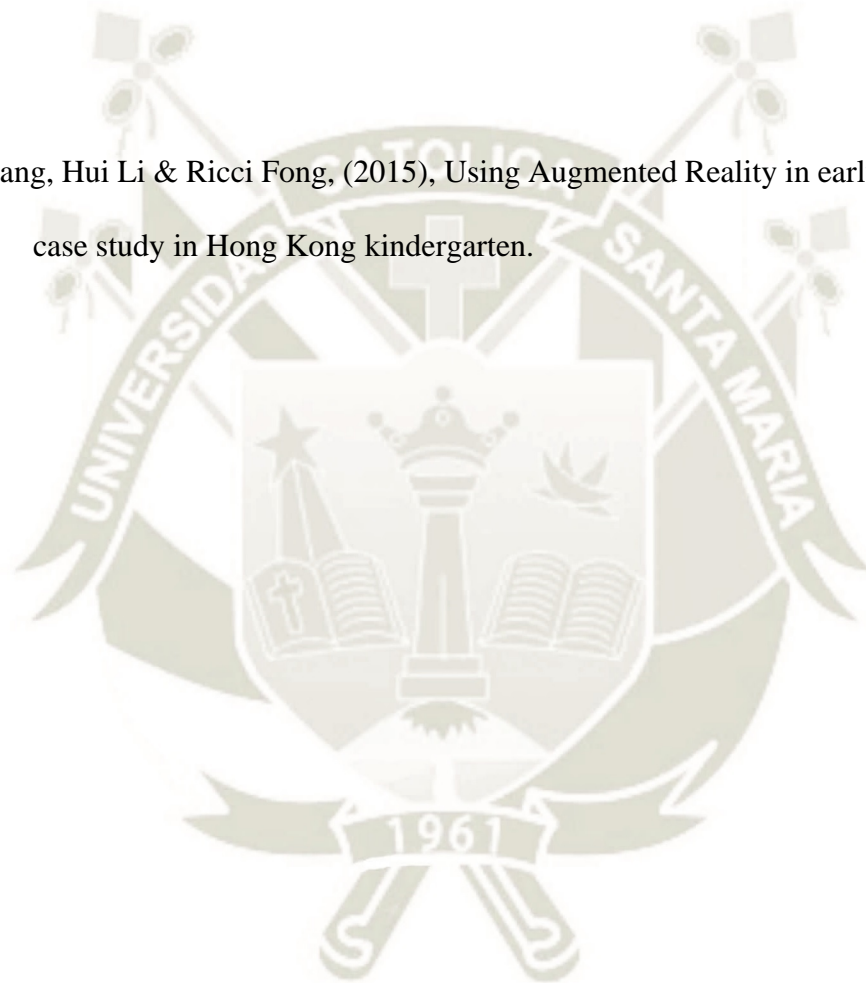 ang, Hui Li & Ricci Fong, (2015), Using Augmented Reality in earl
case study in Hong Kong kindergarten.
UNIVERSIDAD CATOLICA SANTA MARIA
1961